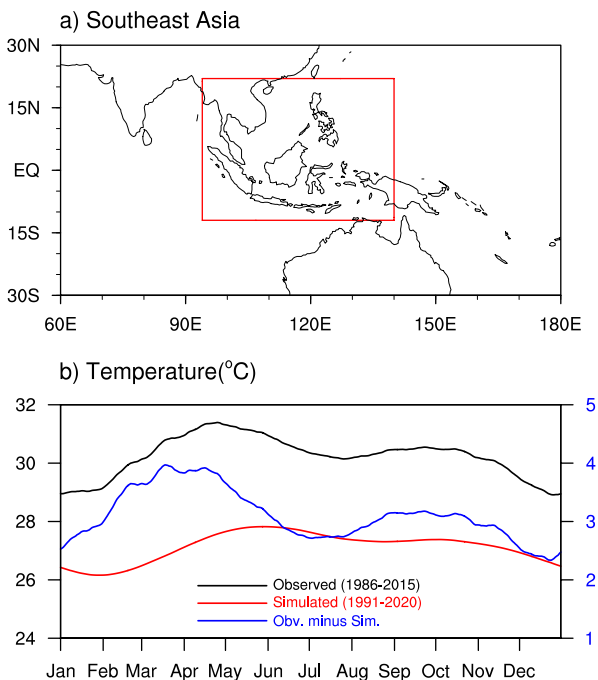 a) Southeast Asia
30N
15N
EQ
15S
30S
60E 90E 120E 150E 180E
b) Temperature(°C)
32 5
30 4
28 3
26 2
24 1
Observed (1986-2015)
Simulated (1991-2020)
Obv. minus Sim.
Jan Feb Mar Apr May Jun Jul Aug Sep Oct Nov Dec